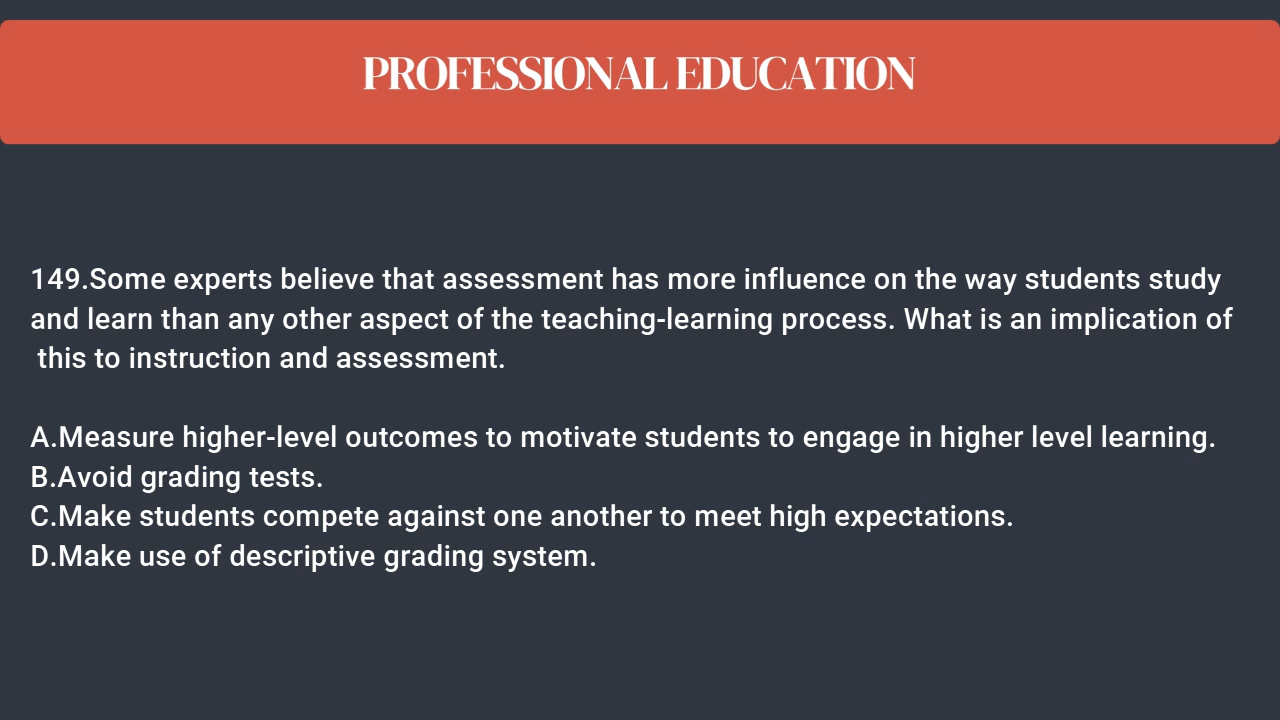 PROFESSIONAL EDUCATION
149.Some experts believe that assessment has more influence on the way students study
and learn than any other aspect of the teaching-learning process. What is an implication of
this to instruction and assessment.
A.Measure higher-level outcomes to motivate students to engage in higher level learning.
B.Avoid grading tests.
C.Make students compete against one another to meet high expectations.
D.Make use of descriptive grading system.